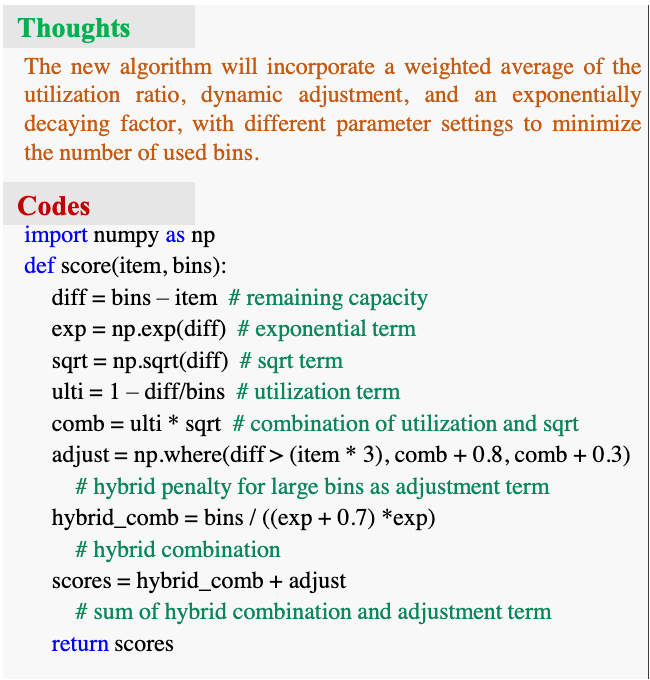 Thoughts
The new algorithm will incorporate a weighted average of the
utilization ratio, dynamic adjustment, and an exponentially
decaying factor, with different parameter settings to minimize
the number of used bins.
Codes
import numpy as np
def score(item, bins):
diff = bins – item # remaining capacity
exp = np.exp(diff) # exponential term
sqrt = np.sqrt(diff) # sqrt term
ulti = 1 – diff/bins # utilization term
comb = ulti * sqrt # combination of utilization and sqrt
adjust = np.where(diff > (item * 3), comb + 0.8, comb + 0.3)
# hybrid penalty for large bins as adjustment term
hybrid_comb = bins / ((exp + 0.7) *exp)
# hybrid combination
scores = hybrid_comb + adjust
# sum of hybrid combination and adjustment term
return scores